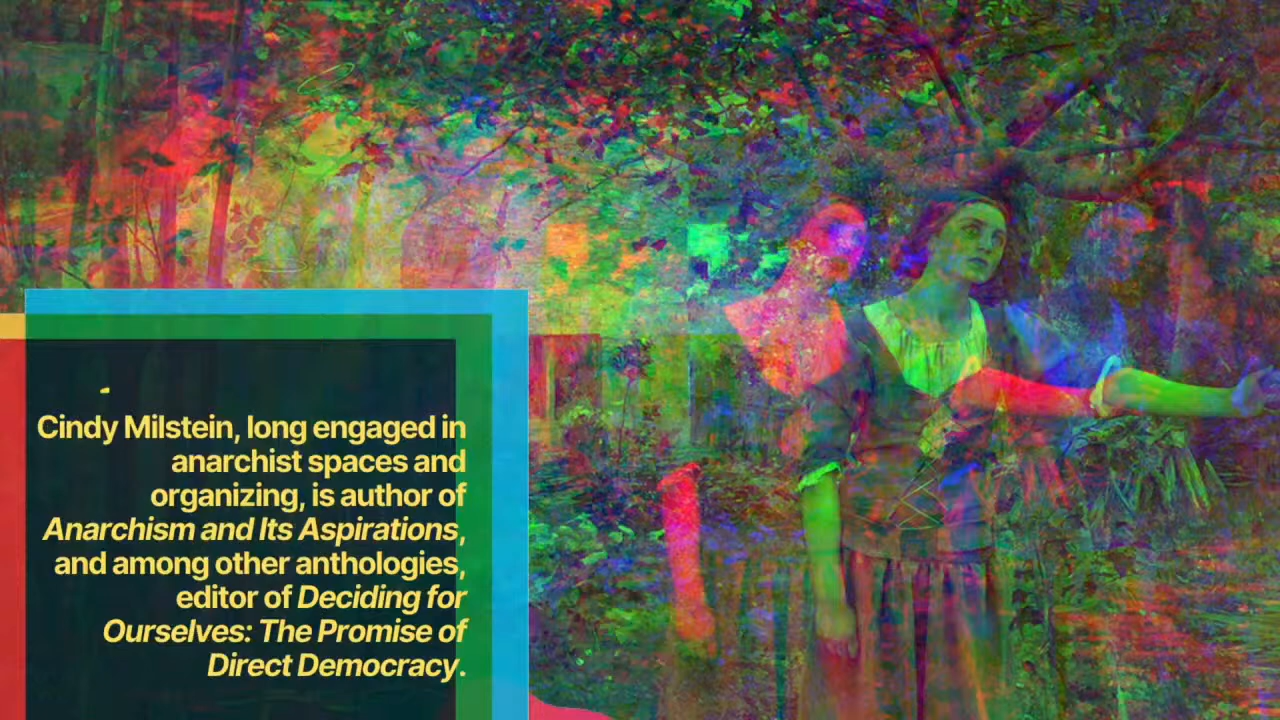 Cindy Milstein, long engaged in
anarchist spaces and
organizing, is author of
Anarchism and Its Aspirations,
and among other anthologies,
editor of Deciding for
Ourselves: The Promise of
Direct Democracy.